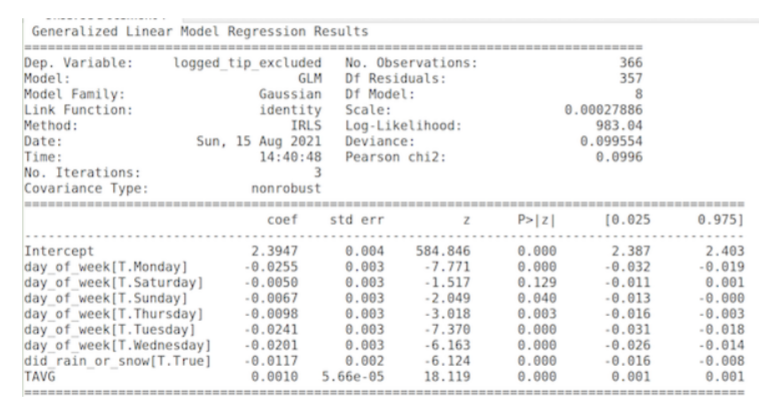 Generalized Linear Model Regression Results
==============================================================================
Dep. Variable: logged_tip_excluded No. Observations: 366
Model: GLM Df Residuals: 357
Model Family: Gaussian Df Model: 8
Link Function: identity Scale: 0.00027886
Method: IRLS Log-Likelihood: 983.04
Date: Sun, 15 Aug 2021 Deviance: 0.099554
Time: 14:40:48 Pearson chi2: 0.0996
No. Iterations: 3
Covariance Type: nonrobust
==============================================================================
coef std err z P>|z| [0.025 0.975]
------------------------------------------------------------------------------
Intercept 2.3947 0.004 584.846 0.000 2.387 2.403
day_of_week[T.Monday] -0.0255 0.003 -7.771 0.000 -0.032 -0.019
day_of_week[T.Saturday] -0.0050 0.003 -1.517 0.129 -0.011 0.001
day_of_week[T.Sunday] -0.0067 0.003 -2.049 0.040 -0.013 -0.000
day_of_week[T.Thursday] -0.0098 0.003 -3.018 0.003 -0.016 -0.003
day_of_week[T.Tuesday] -0.0241 0.003 -7.370 0.000 -0.031 -0.018
day_of_week[T.Wednesday] -0.0201 0.003 -6.163 0.000 -0.026 -0.014
did_rain_or_snow[T.True] -0.0117 0.002 -6.124 0.000 -0.016 -0.008
TAVG 0.0010 5.66e-05 18.119 0.000 0.001 0.001
==============================================================================